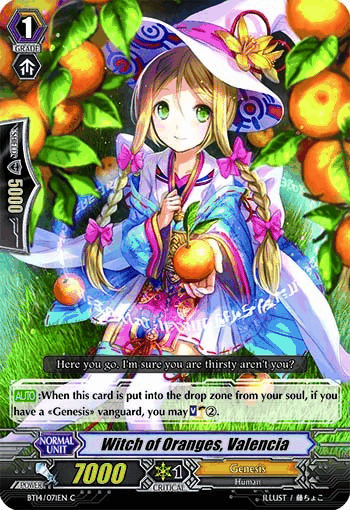 1
GRADE
SHIELD
5000
Here you go. I'm sure you are thirsty aren't you?
AUTO:When this card is put into the drop zone from your soul, if you
have a «Genesis» vanguard, you may V②.
NORMAL
UNIT
Witch of Oranges, Valencia
POWER
7000
1
CRITICAL
Genesis
Human
BT14/071EN C
ILLUST / 藤ちょこ